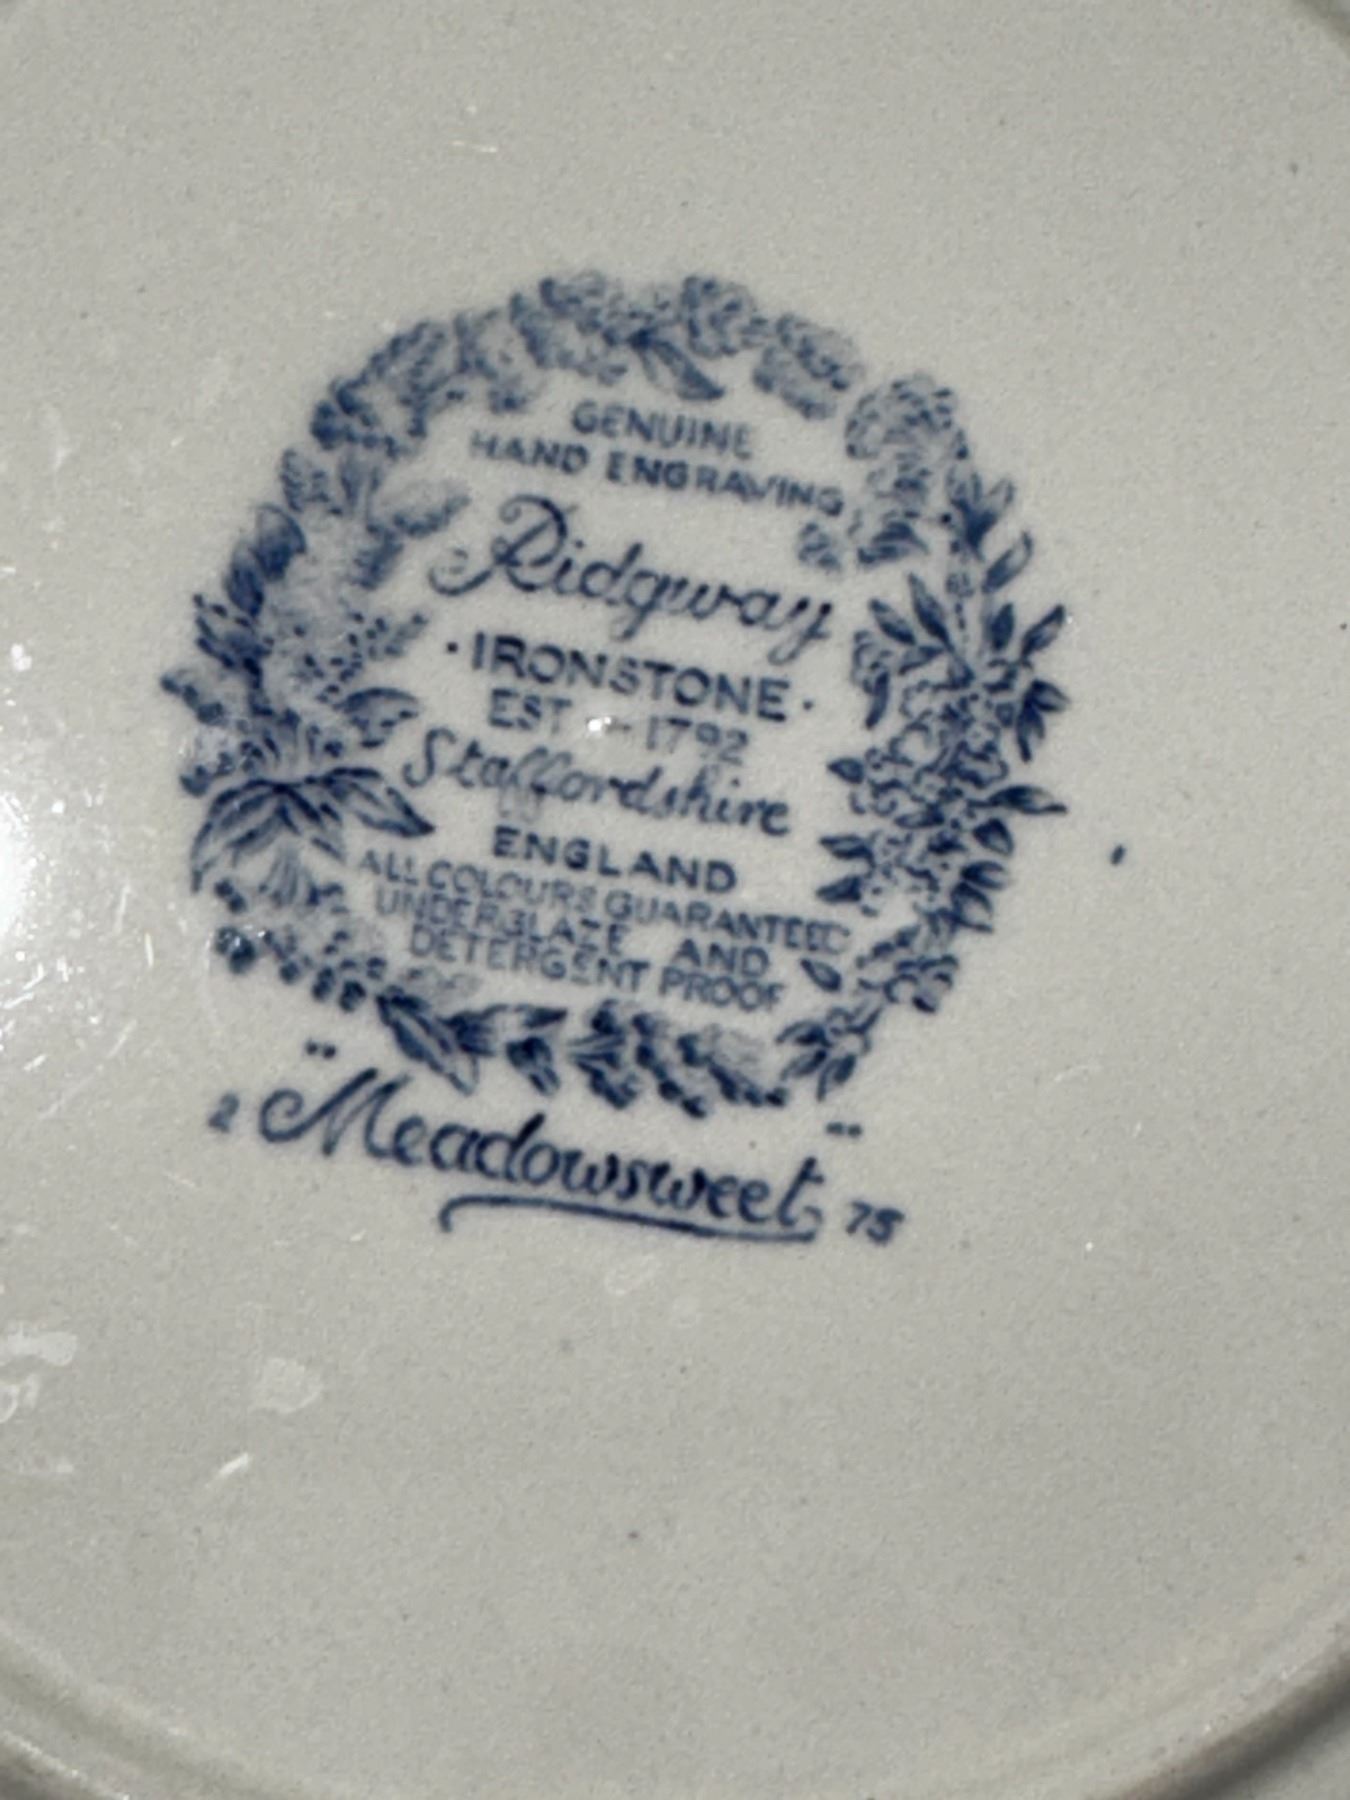 GENUINE
HAND ENGRAVING
Ridgway
·IRONSTONE·
EST - 1792
Staffordshire
ENGLAND
ALL COLOURS GUARANTEED
UNDERGLAZE AND
DETERGENT PROOF
2 "Meadowsweet" 75